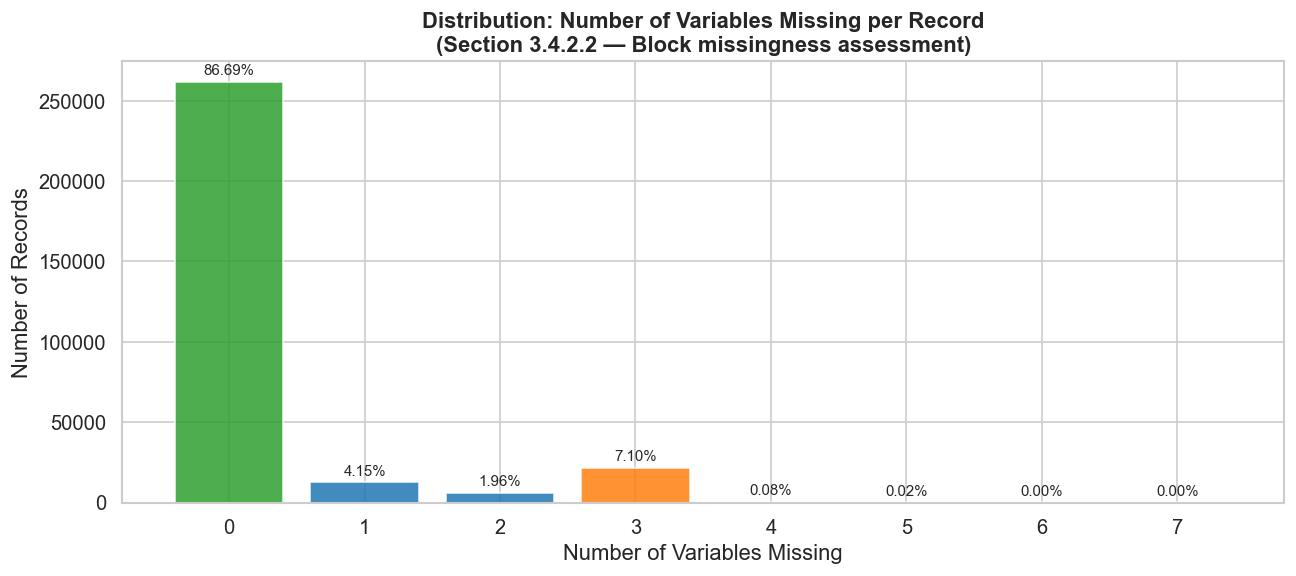 Distribution: Number of Variables Missing per Record
(Section 3.4.2.2 — Block missingness assessment)
Number of Records
250000
200000
150000
100000
50000
0
86.69%
4.15%
1.96%
7.10%
0.08%
0.02%
0.00%
0.00%
0 1 2 3 4 5 6 7
Number of Variables Missing